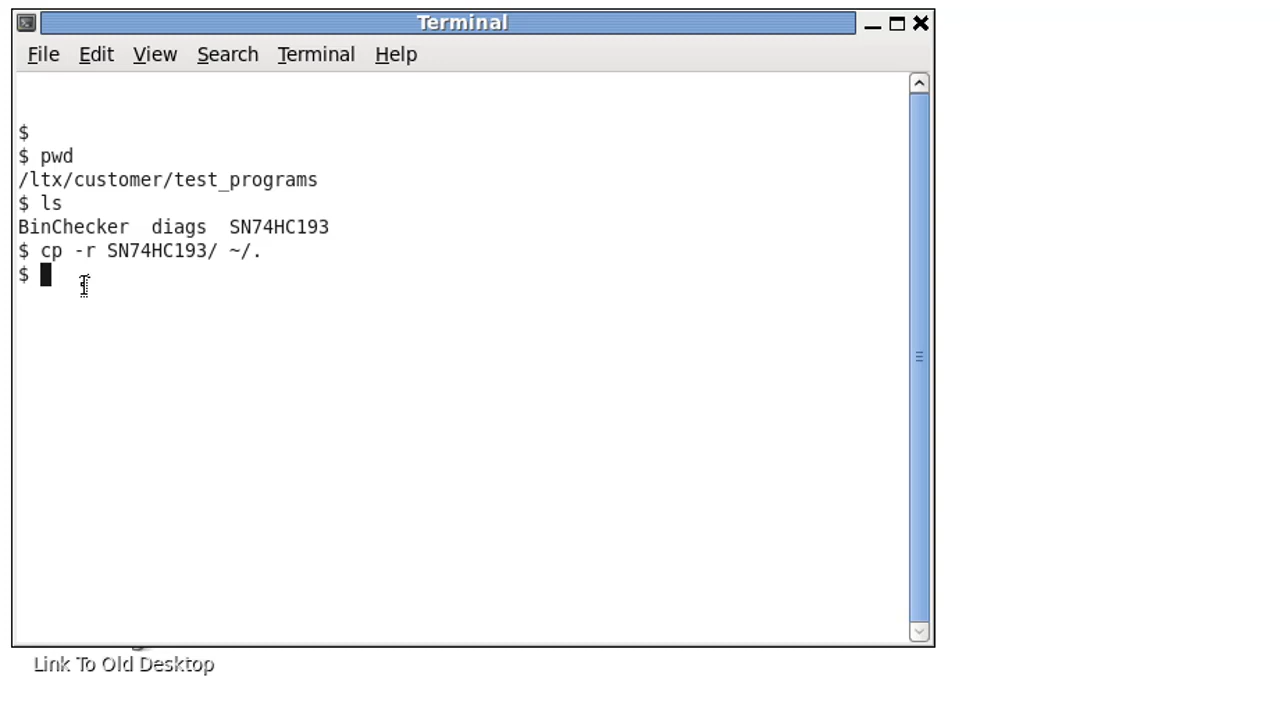 Terminal
File Edit View Search Terminal Help
$
$ pwd
/ltx/customer/test_programs
$ ls
BinChecker  diags  SN74HC193
$ cp -r SN74HC193/ ~/.
$
Link To Old Desktop